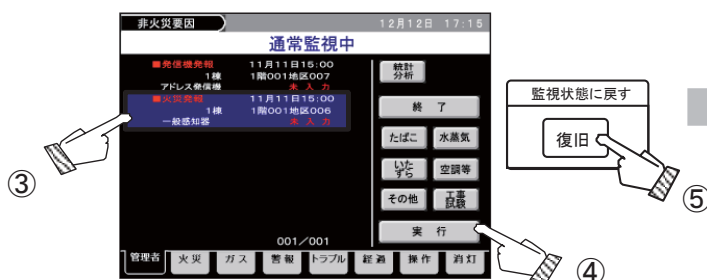 非火災要因 12月12日 17:15
通常監視中
■発信機発報 11月11日15:00
1棟 1階001地区007
アドレス発信機 未入力
■火災発報 11月11日15:00
1棟 1階001地区006
一般感知器 未入力
001/001
統計
分析
終了
たばこ 水蒸気
いた
ずら
空調等
その他
工事
試験
実行
管理者 火災 ガス 警報 トラブル 経過 操作 消灯
③
④
監視状態に戻す
復旧
⑤